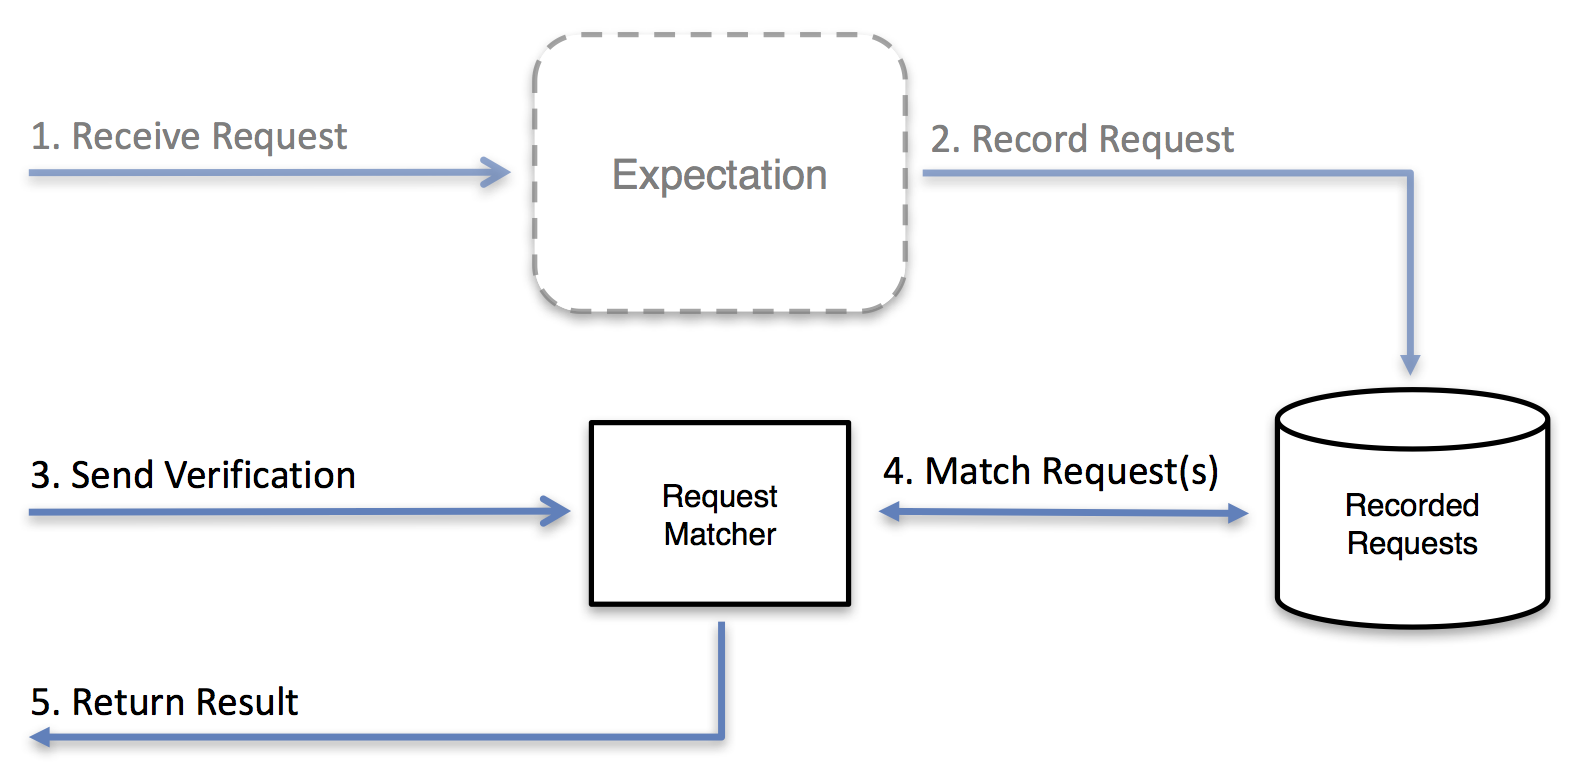 1. Receive Request
2. Record Request
Expectation
3. Send Verification
4. Match Request(s)
Request
Matcher
Recorded
Requests
5. Return Result